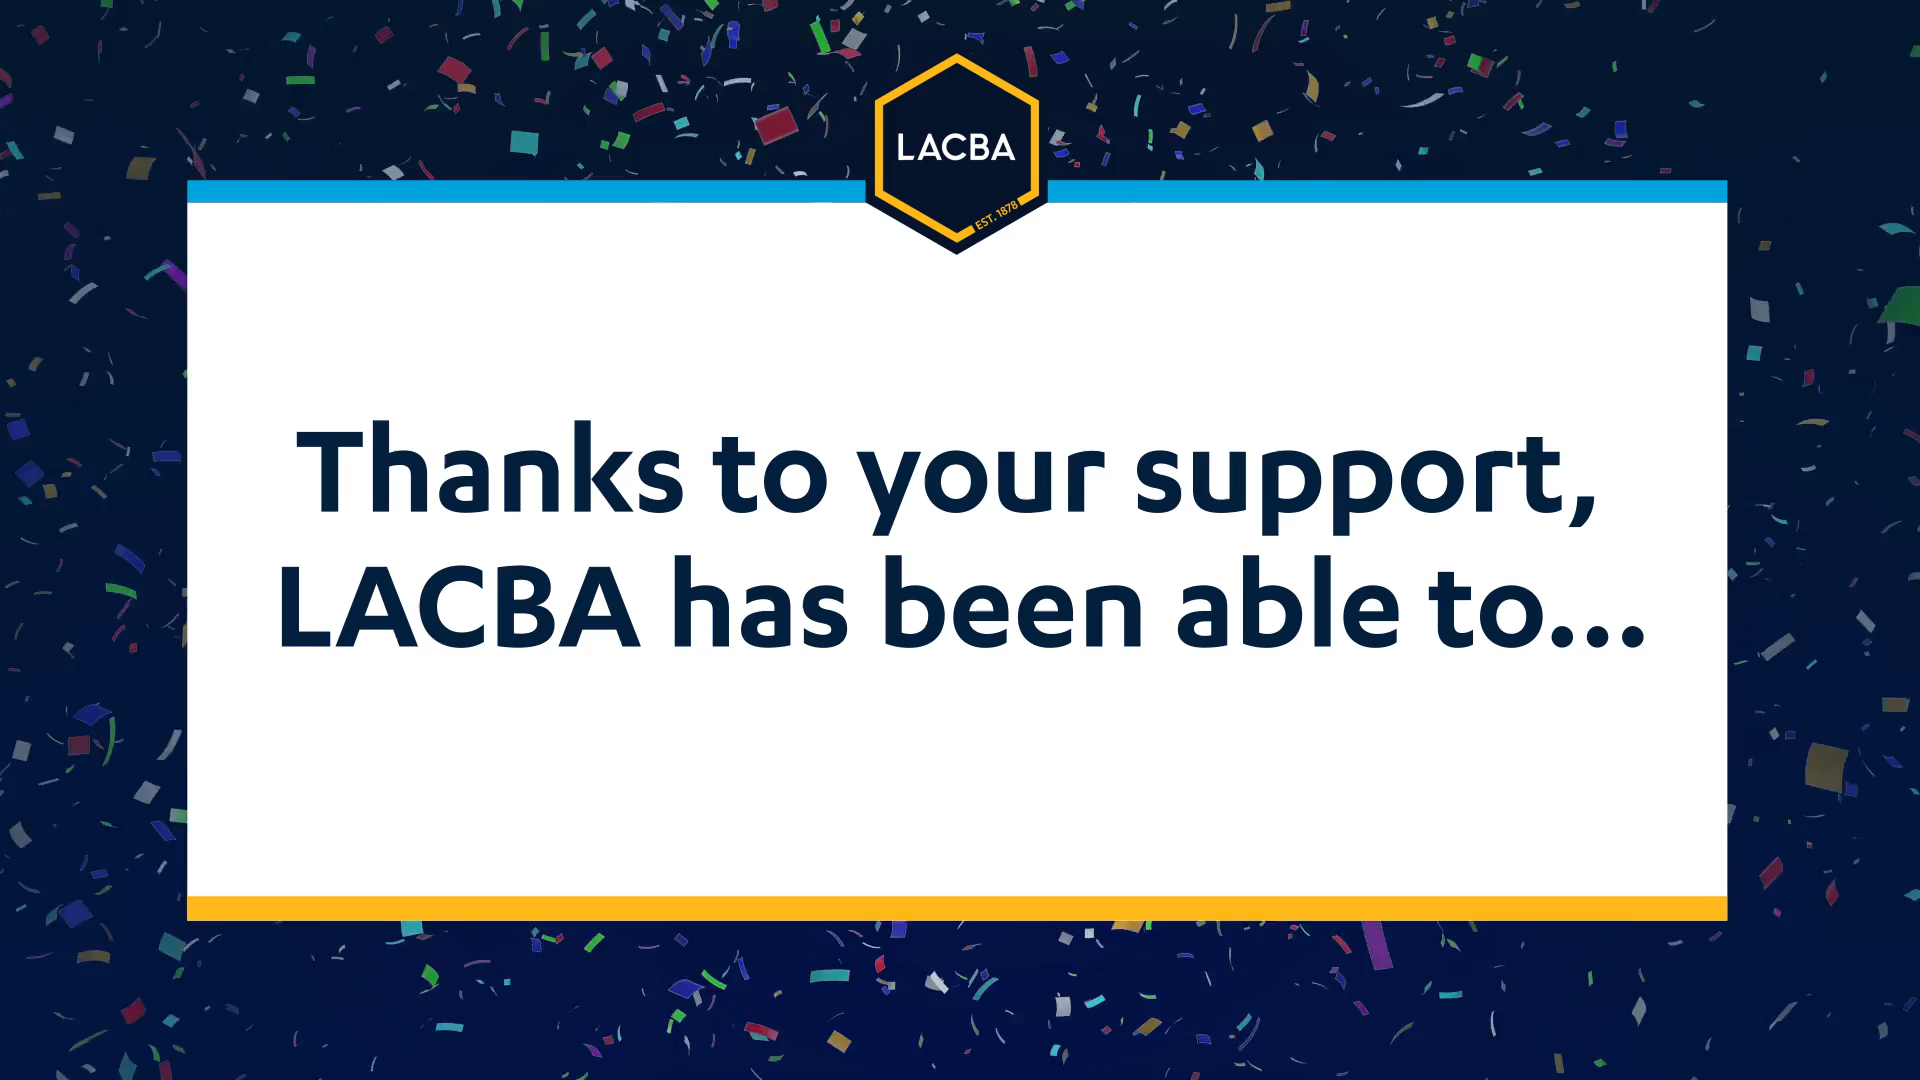 LACBA
EST. 1878
Thanks to your support,
LACBA has been able to...